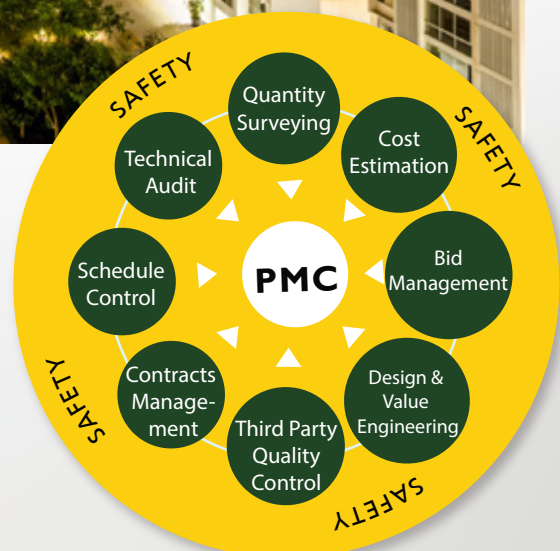 SAFETY
SAFETY
Quantity
Surveying
Cost
Estimation
Bid
Management
Design &
Value
Engineering
Third Party
Quality
Control
Contracts
Manage-
ment
Schedule
Control
Technical
Audit
PMC
SAFETY
SAFETY